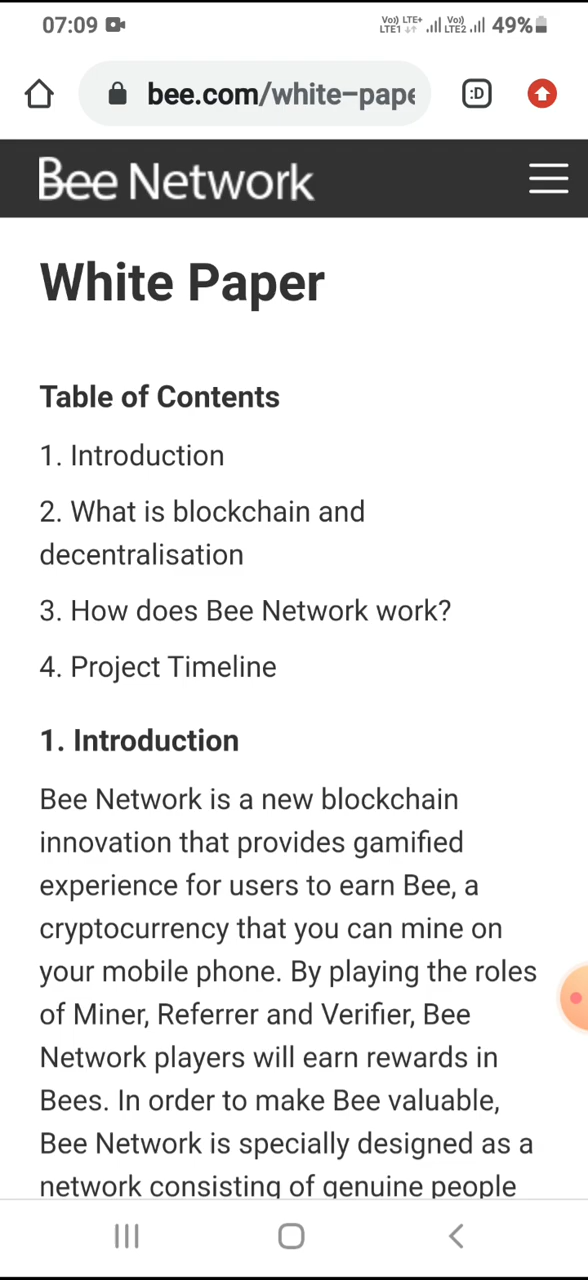 07:09
Vo) LTE+ Vo)
LTE1 LTE2 49%
bee.com/white-pape
:D
Bee Network
White Paper
Table of Contents
1. Introduction
2. What is blockchain and
decentralisation
3. How does Bee Network work?
4. Project Timeline
1. Introduction
Bee Network is a new blockchain
innovation that provides gamified
experience for users to earn Bee, a
cryptocurrency that you can mine on
your mobile phone. By playing the roles
of Miner, Referrer and Verifier, Bee
Network players will earn rewards in
Bees. In order to make Bee valuable,
Bee Network is specially designed as a
network consisting of genuine people